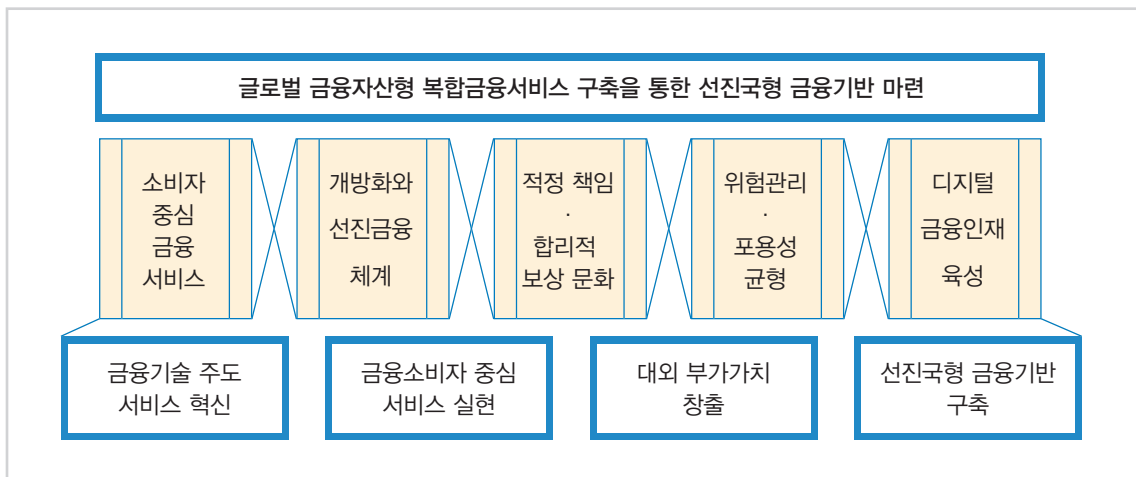 글로벌 금융자산형 복합금융서비스 구축을 통한 선진국형 금융기반 마련
소비자
중심
금융
서비스
개방화와
선진금융
체계
적정 책임
·
합리적
보상 문화
위험관리
·
포용성
균형
디지털
금융인재
육성
금융기술 주도
서비스 혁신
금융소비자 중심
서비스 실현
대외 부가가치
창출
선진국형 금융기반
구축